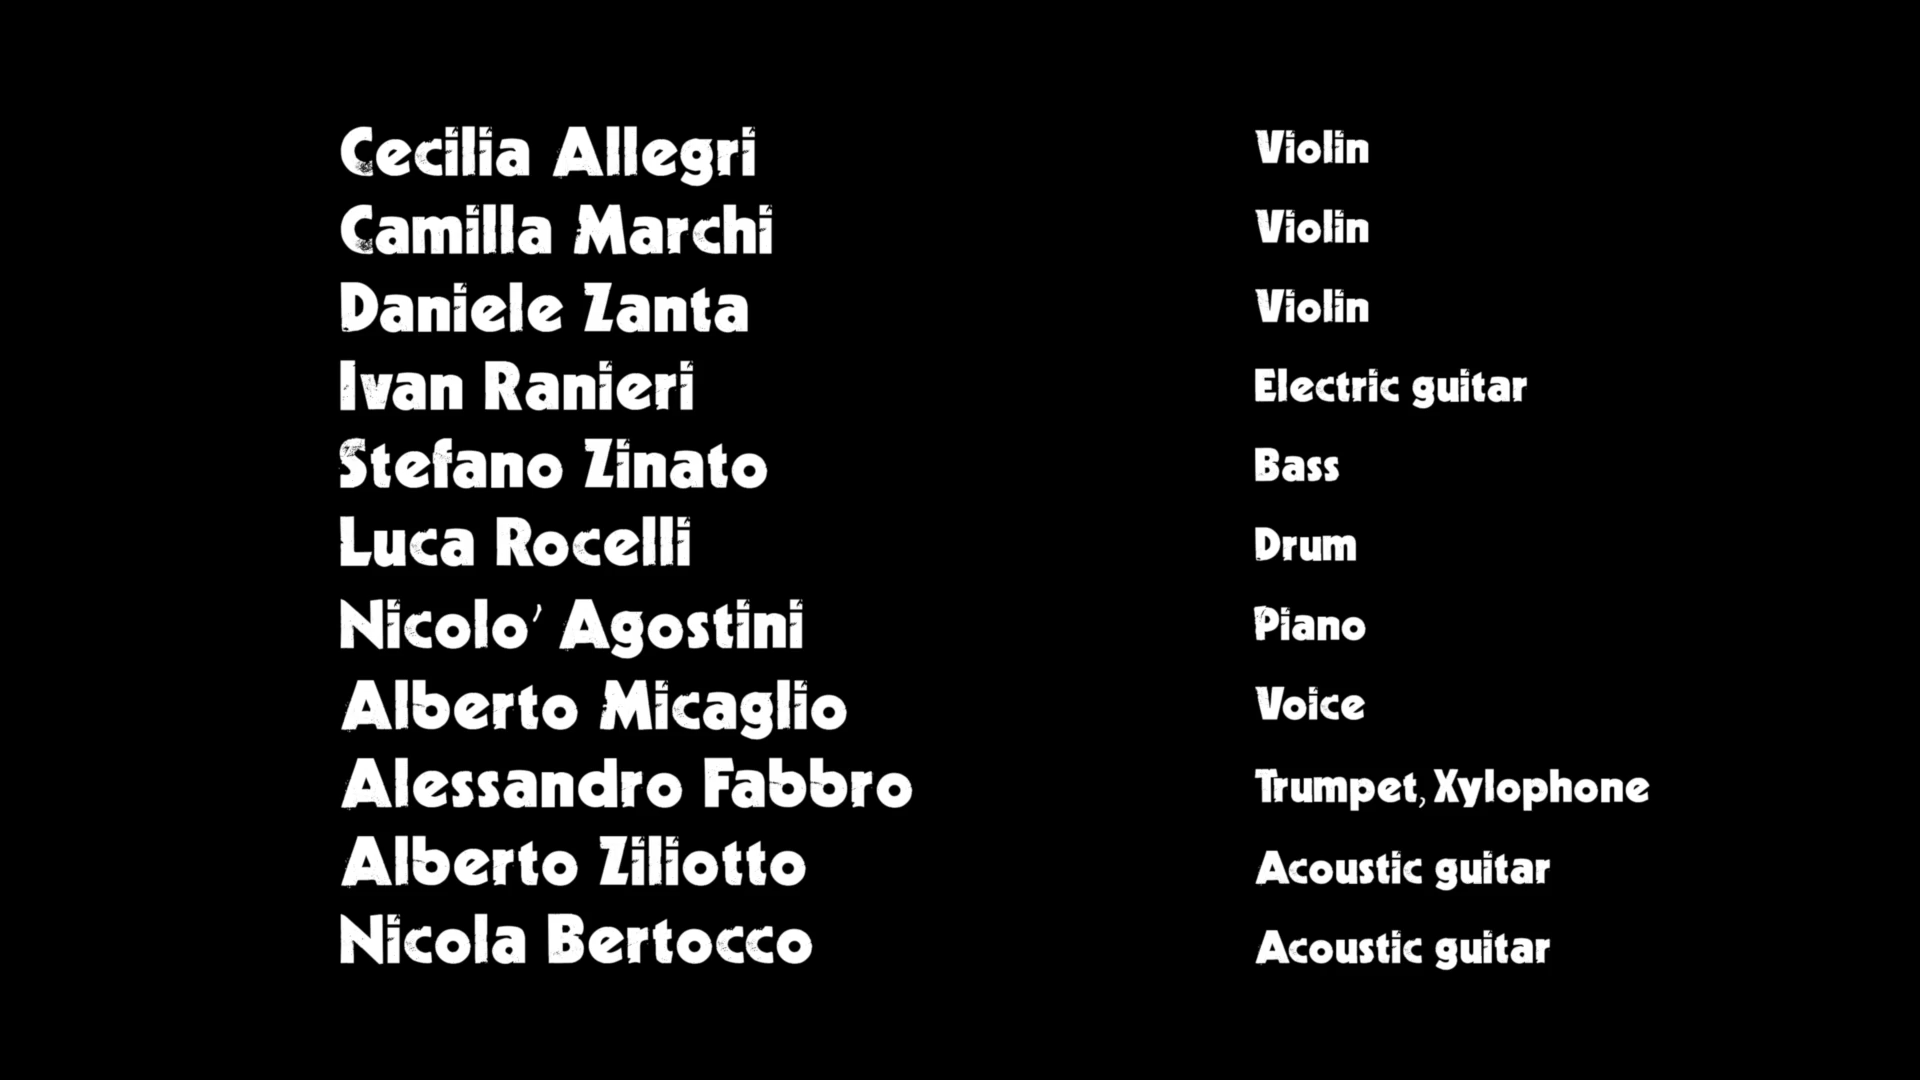 Cecilia Allegri Violin
Camilla Marchi Violin
Daniele Zanta Violin
Ivan Ranieri Electric guitar
Stefano Zinato Bass
Luca Rocelli Drum
Nicolo' Agostini Piano
Alberto Micaglio Voice
Alessandro Fabbro Trumpet, Xylophone
Alberto Ziliotto Acoustic guitar
Nicola Bertocco Acoustic guitar